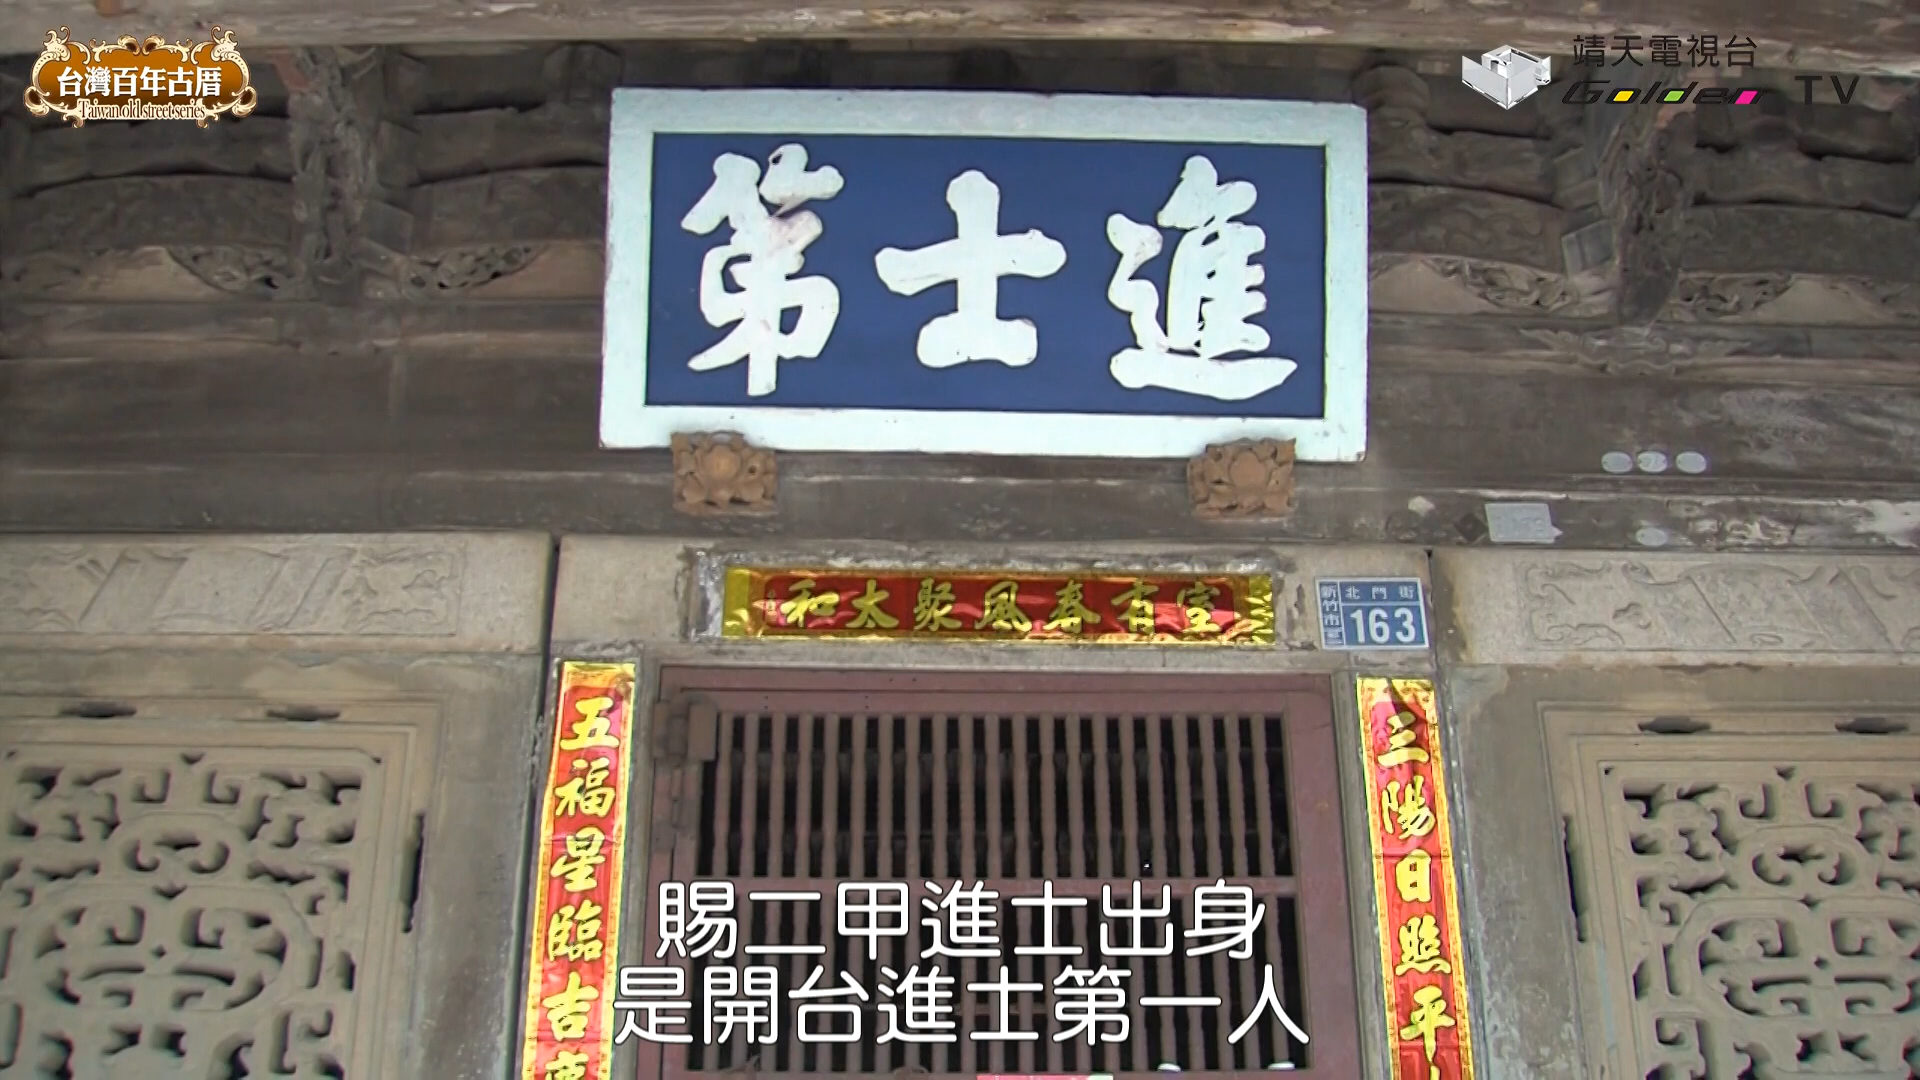 台灣百年古厝
Taiwan old street series
靖天電視台
Golden TV
進士第
室有春風聚太和
新竹市
北門街
163
三陽日照平
五福星臨吉
賜二甲進士出身
是開台進士第一人